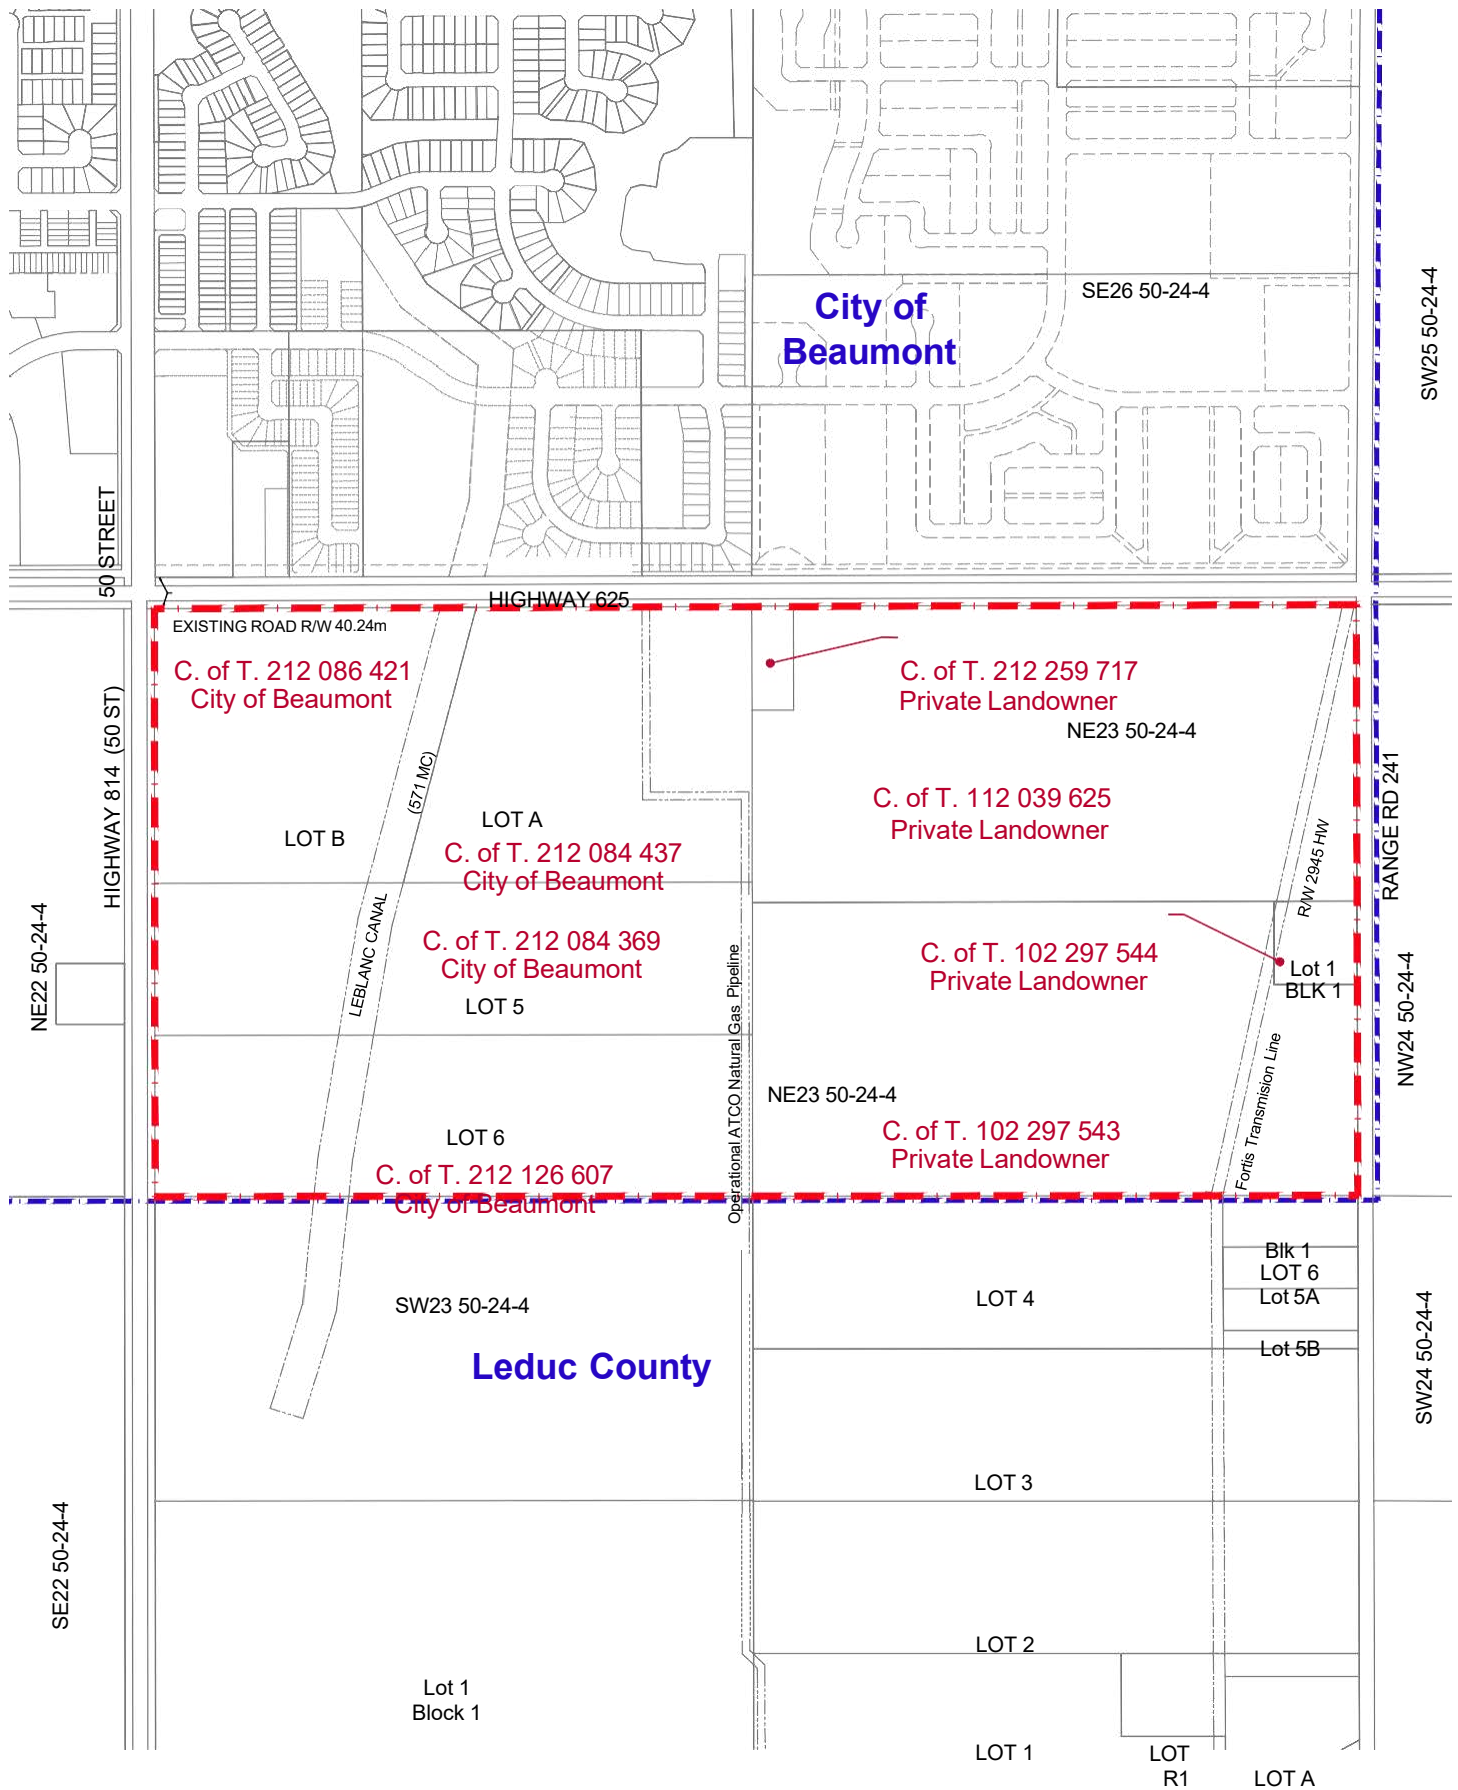 City of
Beaumont
SE26 50-24-4
SW25 50-24-4
50 STREET
HIGHWAY 625
EXISTING ROAD R/W 40.24m
C. of T. 212 086 421
City of Beaumont
C. of T. 212 259 717
Private Landowner
NE23 50-24-4
HIGHWAY 814 (50 ST)
(571 MC)
RANGE RD 241
C. of T. 112 039 625
Private Landowner
LOT B
LOT A
C. of T. 212 084 437
City of Beaumont
R/W 2945 HW
NE22 50-24-4
LEBLANC CANAL
C. of T. 212 084 369
City of Beaumont
LOT 5
Operational ATCO Natural Gas Pipeline
C. of T. 102 297 544
Private Landowner
Lot 1
BLK 1
NW24 50-24-4
Fortis Transmision Line
NE23 50-24-4
C. of T. 102 297 543
Private Landowner
LOT 6
C. of T. 212 126 607
City of Beaumont
Blk 1
LOT 6
Lot 5A
Lot 5B
SW23 50-24-4
LOT 4
Leduc County
SW24 50-24-4
LOT 3
SE22 50-24-4
LOT 2
Lot 1
Block 1
LOT 1
LOT
R1
LOT A